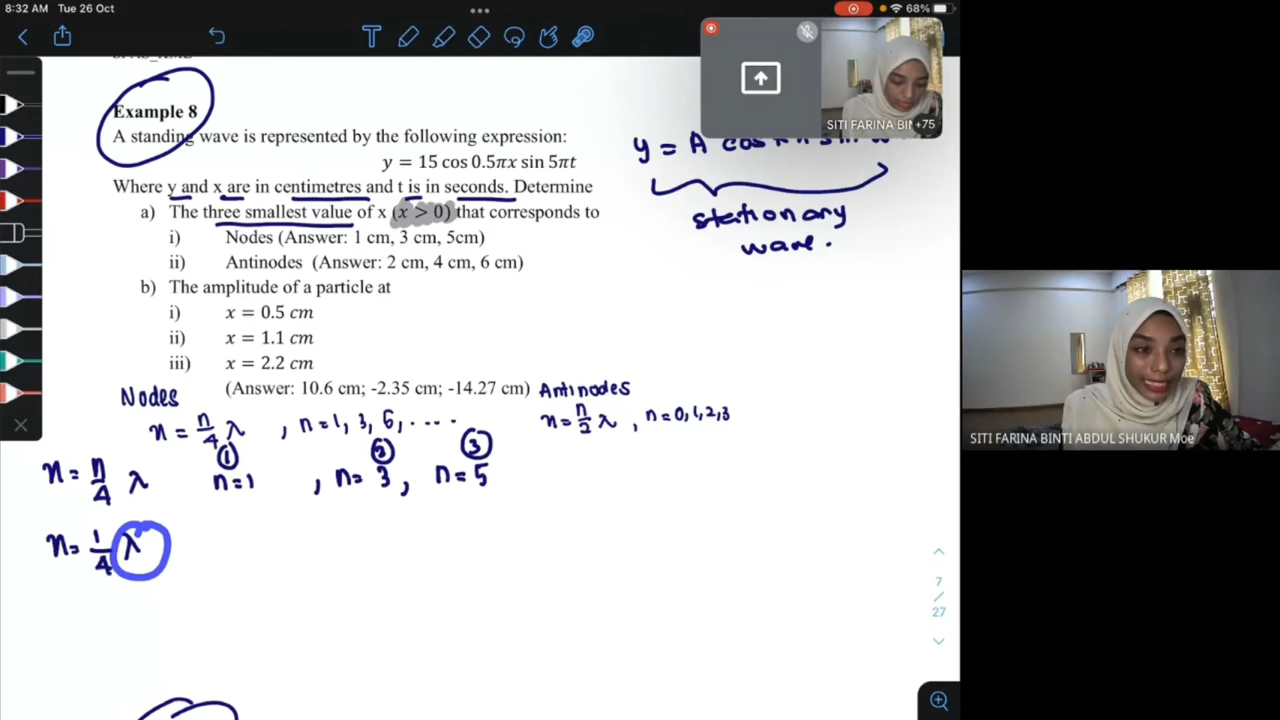 8:32 AM Tue 26 Oct
68%
Example 8
A standing wave is represented by the following expression:
y = 15 cos 0.5πx sin 5πt
Where y and x are in centimetres and t is in seconds. Determine
a) The three smallest value of x (x > 0) that corresponds to
i) Nodes (Answer: 1 cm, 3 cm, 5cm)
ii) Antinodes (Answer: 2 cm, 4 cm, 6 cm)
b) The amplitude of a particle at
i) x = 0.5 cm
ii) x = 1.1 cm
iii) x = 2.2 cm
(Answer: 10.6 cm; -2.35 cm; -14.27 cm)
SITI FARINA BIN +75
y = A cos
stationary
wave.
Nodes
x = n/4 λ , n = 1, 3, 6, ....
Antinodes
x = n/2 λ , n = 0, 1, 2, 3
① ② ③
x = n/4 λ n = 1 , n = 3, n = 5
x = 1/4 λ
SITI FARINA BINTI ABDUL SHUKUR Moe
7
/
27